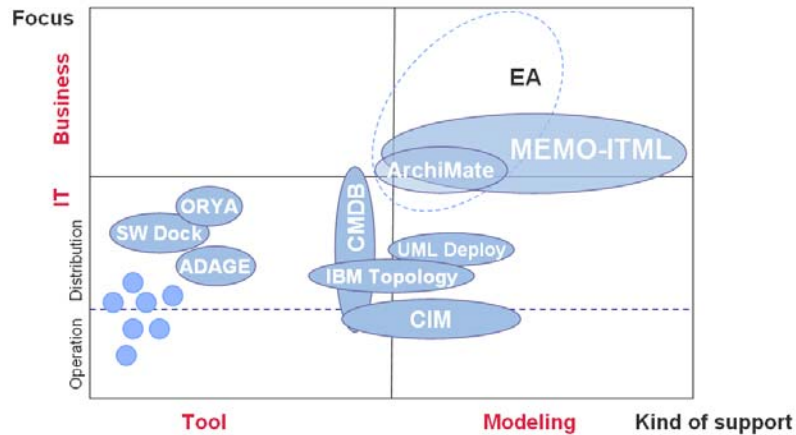 Focus
Business
EA
MEMO-ITML
ArchiMate
IT
Distribution
ORYA
SW Dock
ADAGE
CMDB
UML Deploy
IBM Topology
Operation
CIM
Tool
Modeling
Kind of support